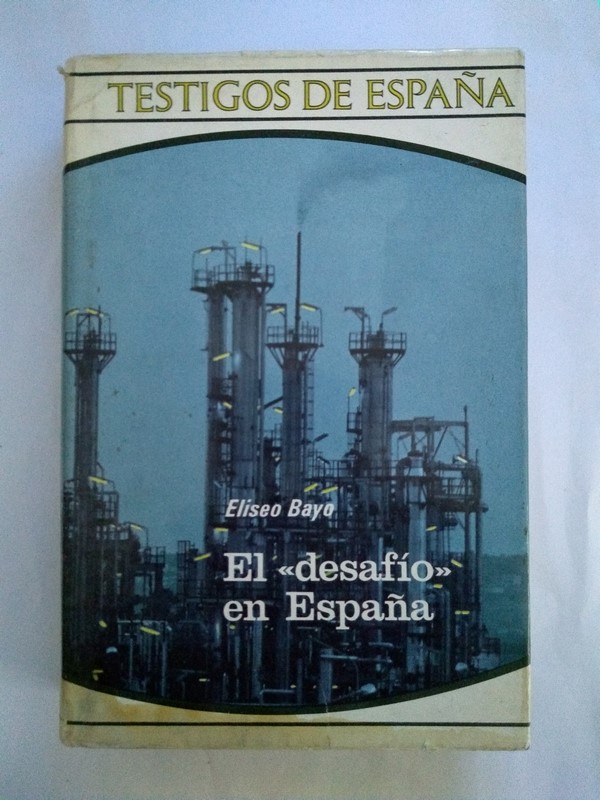 TESTIGOS DE ESPAÑA
Eliseo Bayo
El «desafío»
en España